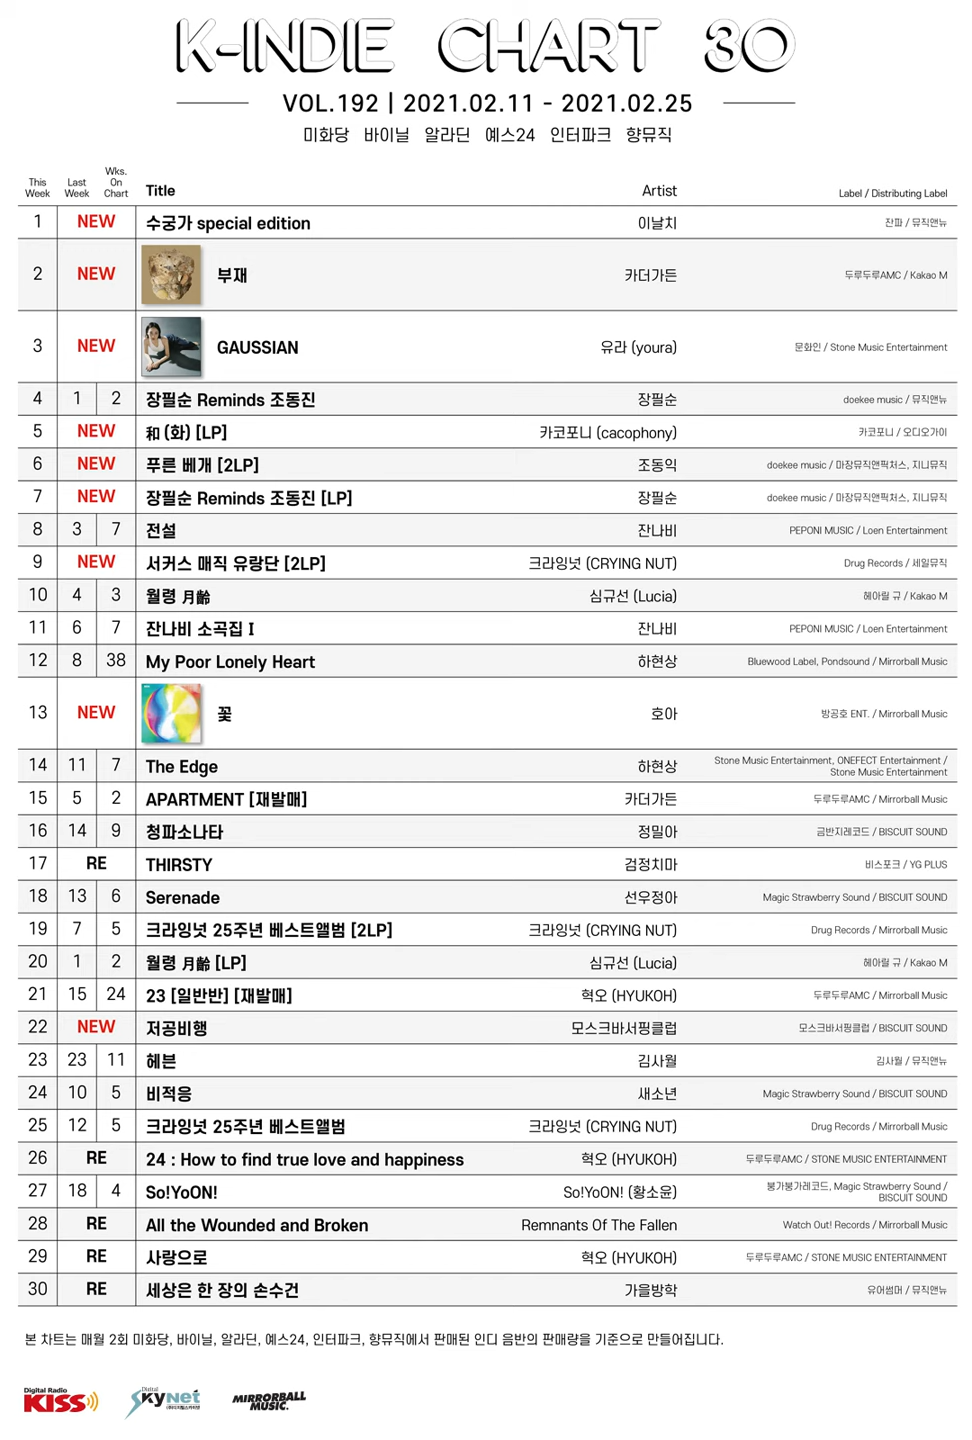 K-INDIE CHART 30
VOL.192 | 2021.02.11 - 2021.02.25
미화당 바이닐 알라딘 예스24 인터파크 향뮤직
This Week Last Week Wks. On Chart Title Artist Label / Distributing Label
1 NEW 수궁가 special edition 이날치 잔파 / 뮤직앤뉴
2 NEW 부재 카더가든 두루두루AMC / Kakao M
3 NEW GAUSSIAN 유라 (youra) 문화인 / Stone Music Entertainment
4 1 2 장필순 Reminds 조동진 장필순 doekee music / 뮤직앤뉴
5 NEW 和 (화) [LP] 카코포니 (cacophony) 카코포니 / 오디오가이
6 NEW 푸른 베개 [2LP] 조동익 doekee music / 마장뮤직앤픽처스, 지니뮤직
7 NEW 장필순 Reminds 조동진 [LP] 장필순 doekee music / 마장뮤직앤픽처스, 지니뮤직
8 3 7 전설 잔나비 PEPONI MUSIC / Loen Entertainment
9 NEW 서커스 매직 유랑단 [2LP] 크라잉넛 (CRYING NUT) Drug Records / 세일뮤직
10 4 3 월령 月齡 심규선 (Lucia) 헤아릴 규 / Kakao M
11 6 7 잔나비 소곡집 I 잔나비 PEPONI MUSIC / Loen Entertainment
12 8 38 My Poor Lonely Heart 하현상 Bluewood Label, Pondsound / Mirrorball Music
13 NEW 꽃 호아 방공호 ENT. / Mirrorball Music
14 11 7 The Edge 하현상 Stone Music Entertainment, ONEFECT Entertainment /
Stone Music Entertainment
15 5 2 APARTMENT [재발매] 카더가든 두루두루AMC / Mirrorball Music
16 14 9 청파소나타 정밀아 금반지레코드 / BISCUIT SOUND
17 RE THIRSTY 검정치마 비스포크 / YG PLUS
18 13 6 Serenade 선우정아 Magic Strawberry Sound / BISCUIT SOUND
19 7 5 크라잉넛 25주년 베스트앨범 [2LP] 크라잉넛 (CRYING NUT) Drug Records / Mirrorball Music
20 1 2 월령 月齡 [LP] 심규선 (Lucia) 헤아릴 규 / Kakao M
21 15 24 23 [일반반] [재발매] 혁오 (HYUKOH) 두루두루AMC / Mirrorball Music
22 NEW 저공비행 모스크바서핑클럽 모스크바서핑클럽 / BISCUIT SOUND
23 23 11 헤븐 김사월 김사월 / 뮤직앤뉴
24 10 5 비적응 새소년 Magic Strawberry Sound / BISCUIT SOUND
25 12 5 크라잉넛 25주년 베스트앨범 크라잉넛 (CRYING NUT) Drug Records / Mirrorball Music
26 RE 24 : How to find true love and happiness 혁오 (HYUKOH) 두루두루AMC / STONE MUSIC ENTERTAINMENT
27 18 4 So!YoON! So!YoON! (황소윤) 붕가붕가레코드, Magic Strawberry Sound /
BISCUIT SOUND
28 RE All the Wounded and Broken Remnants Of The Fallen Watch Out! Records / Mirrorball Music
29 RE 사랑으로 혁오 (HYUKOH) 두루두루AMC / STONE MUSIC ENTERTAINMENT
30 RE 세상은 한 장의 손수건 가을방학 유어썸머 / 뮤직앤뉴
본 차트는 매월 2회 미화당, 바이닐, 알라딘, 예스24, 인터파크, 향뮤직에서 판매된 인디 음반의 판매량을 기준으로 만들어집니다.
Digital Radio KISS
Digital SkyNet (주)디지털스카이넷
MIRRORBALL MUSIC.